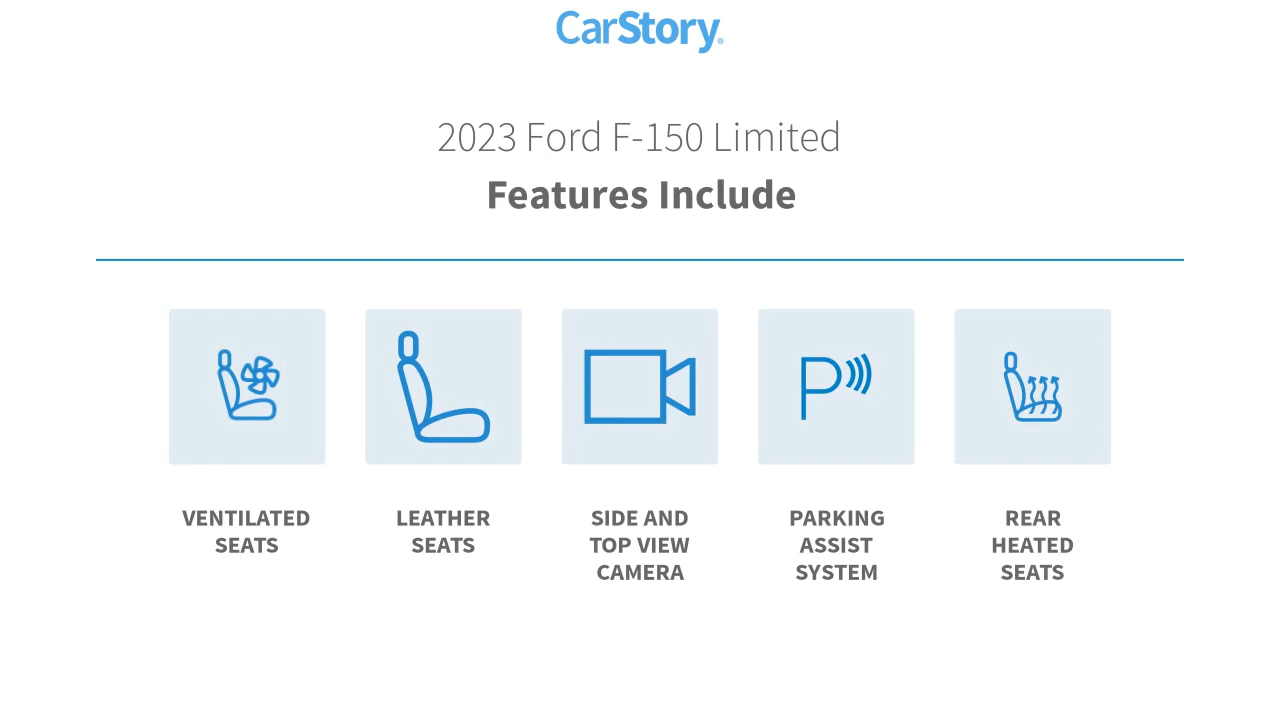 CarStory®
2023 Ford F-150 Limited
Features Include
P
VENTILATED
SEATS
LEATHER
SEATS
SIDE AND
TOP VIEW
CAMERA
PARKING
ASSIST
SYSTEM
REAR
HEATED
SEATS